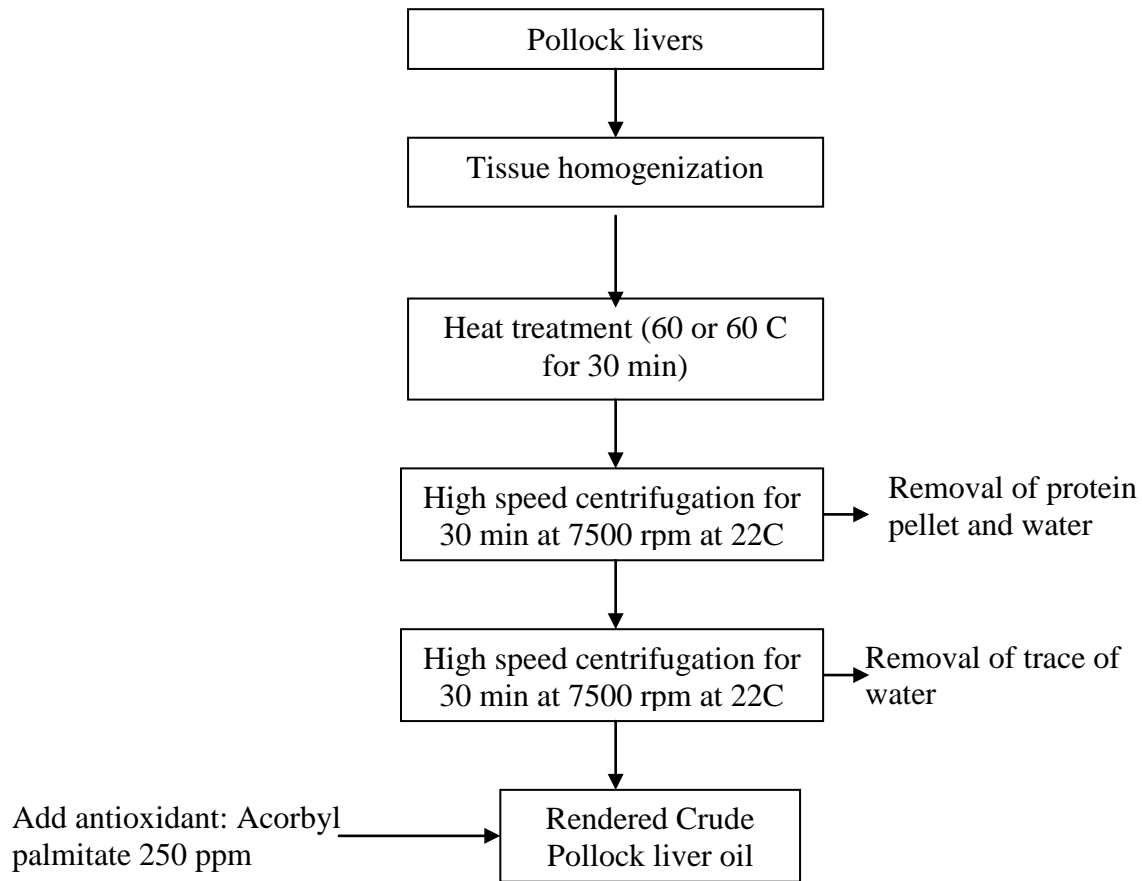 Pollock livers
Tissue homogenization
Heat treatment (60 or 60 C
for 30 min)
High speed centrifugation for
30 min at 7500 rpm at 22C
Removal of protein
pellet and water
High speed centrifugation for
30 min at 7500 rpm at 22C
Removal of trace of
water
Add antioxidant: Acorbyl
palmitate 250 ppm
Rendered Crude
Pollock liver oil